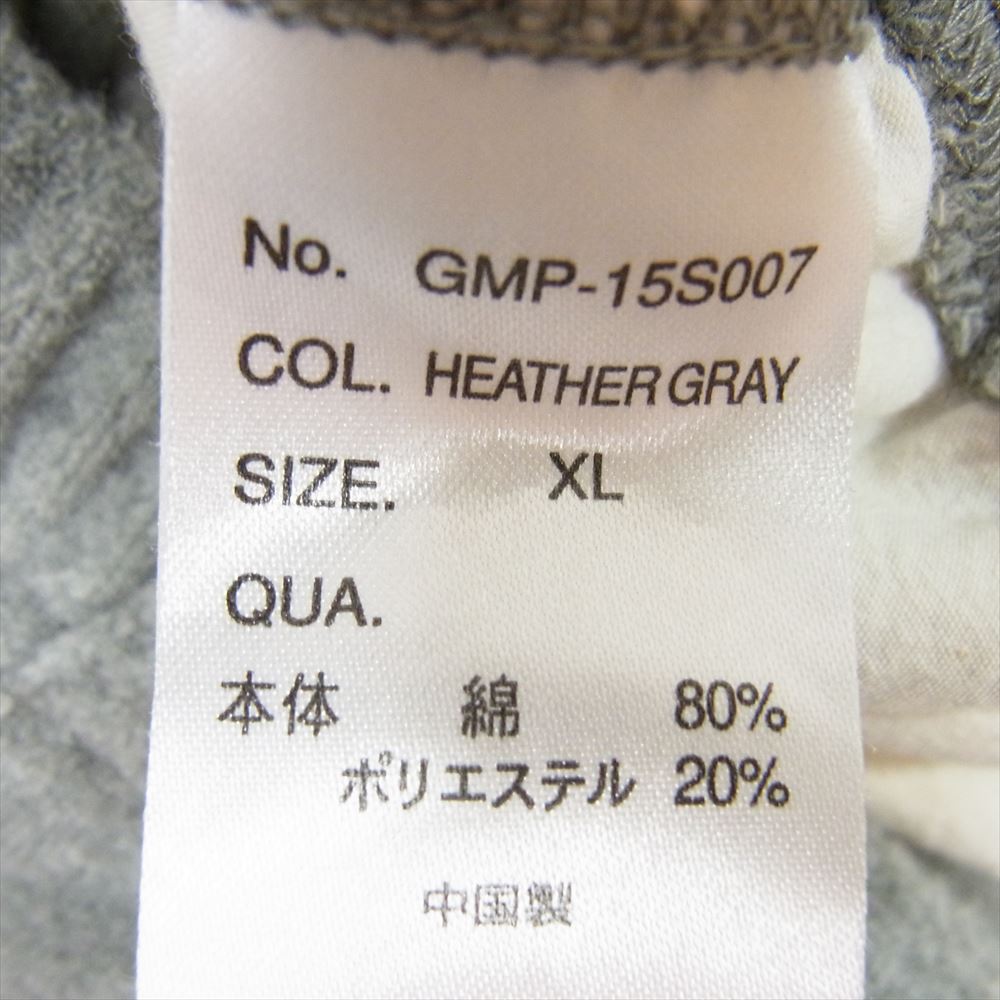 No. GMP-15S007
COL. HEATHER GRAY
SIZE. XL
QUA.
本体 綿 80%
ポリエステル 20%
中国製